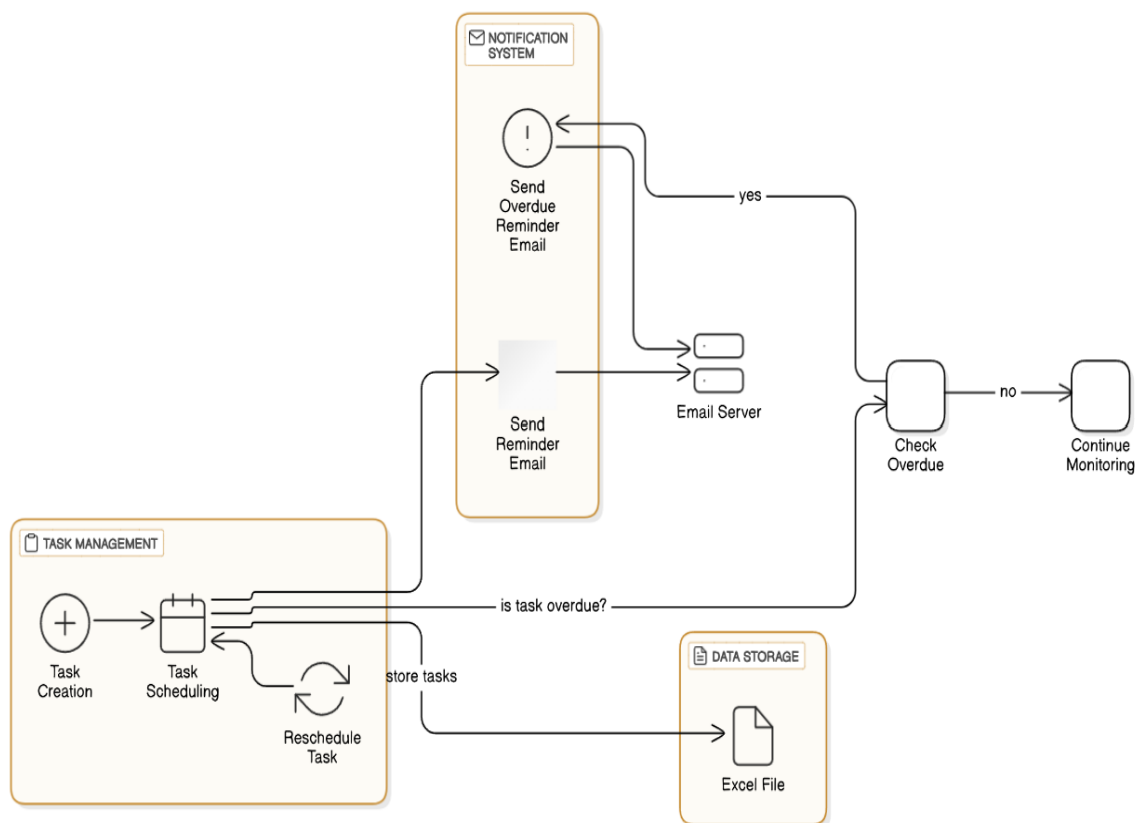 NOTIFICATION
SYSTEM
!
Send
Overdue
Reminder
Email
yes
Send
Reminder
Email
Email Server
Check
Overdue
no
Continue
Monitoring
TASK MANAGEMENT
Task
Creation
Task
Scheduling
Reschedule
Task
is task overdue?
store tasks
DATA STORAGE
Excel File